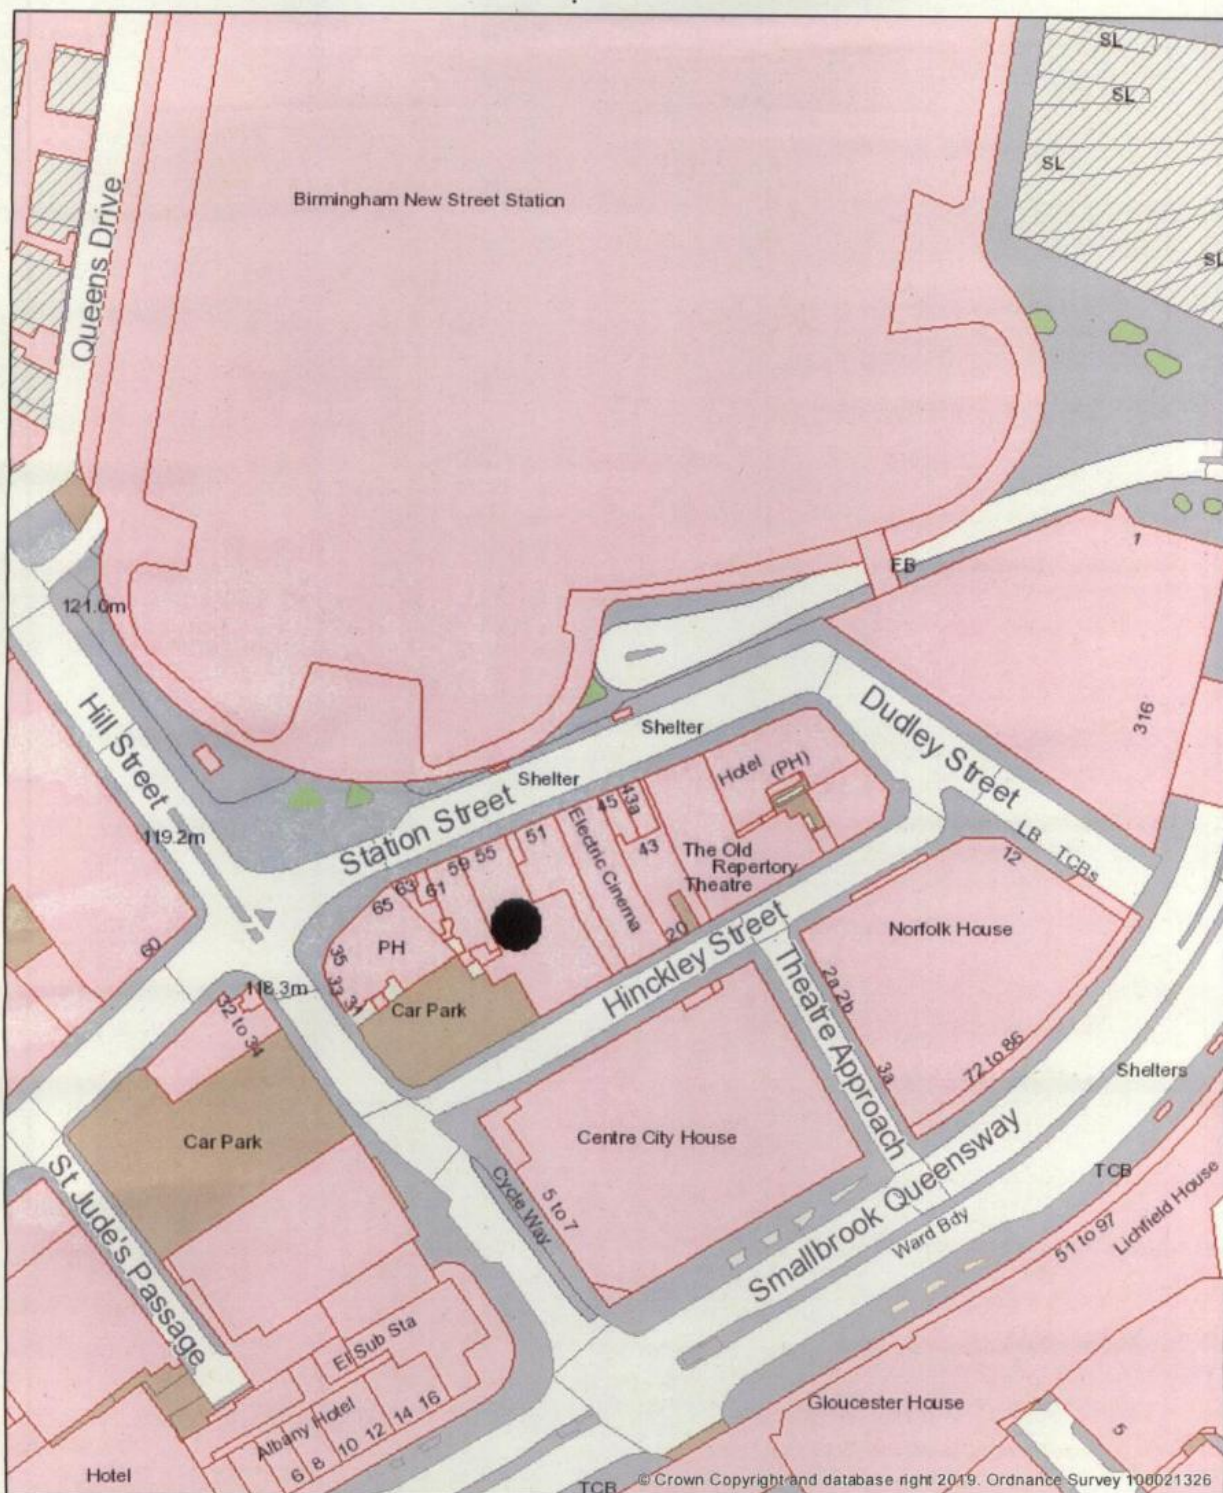 SL
SL
SL
SL
Birmingham New Street Station
Queens Drive
1
EB
121.0m
Hill Street
Dudley Street
316
Shelter
Shelter
Hotel
(PH)
Station Street
119.2m
45
43a
43
51
55
59
61
63
65
Electric Cinema
The Old
Repertory
Theatre
LB
TCBs
12
Norfolk House
20
Hinckley Street
60
PH
35
33
31
118.3m
32 to 34
Car Park
Theatre Approach
2a 2b
3a
72 to 86
Shelters
Car Park
Centre City House
5 to 7
Cycle Way
St Jude's Passage
Smallbrook Queensway
Ward Bdy
TCB
51 to 97
Lichfield House
El Sub Sta
Albany Hotel
6
8
10
12
14
16
Gloucester House
5
Hotel
TCB
© Crown Copyright and database right 2019. Ordnance Survey 100021326